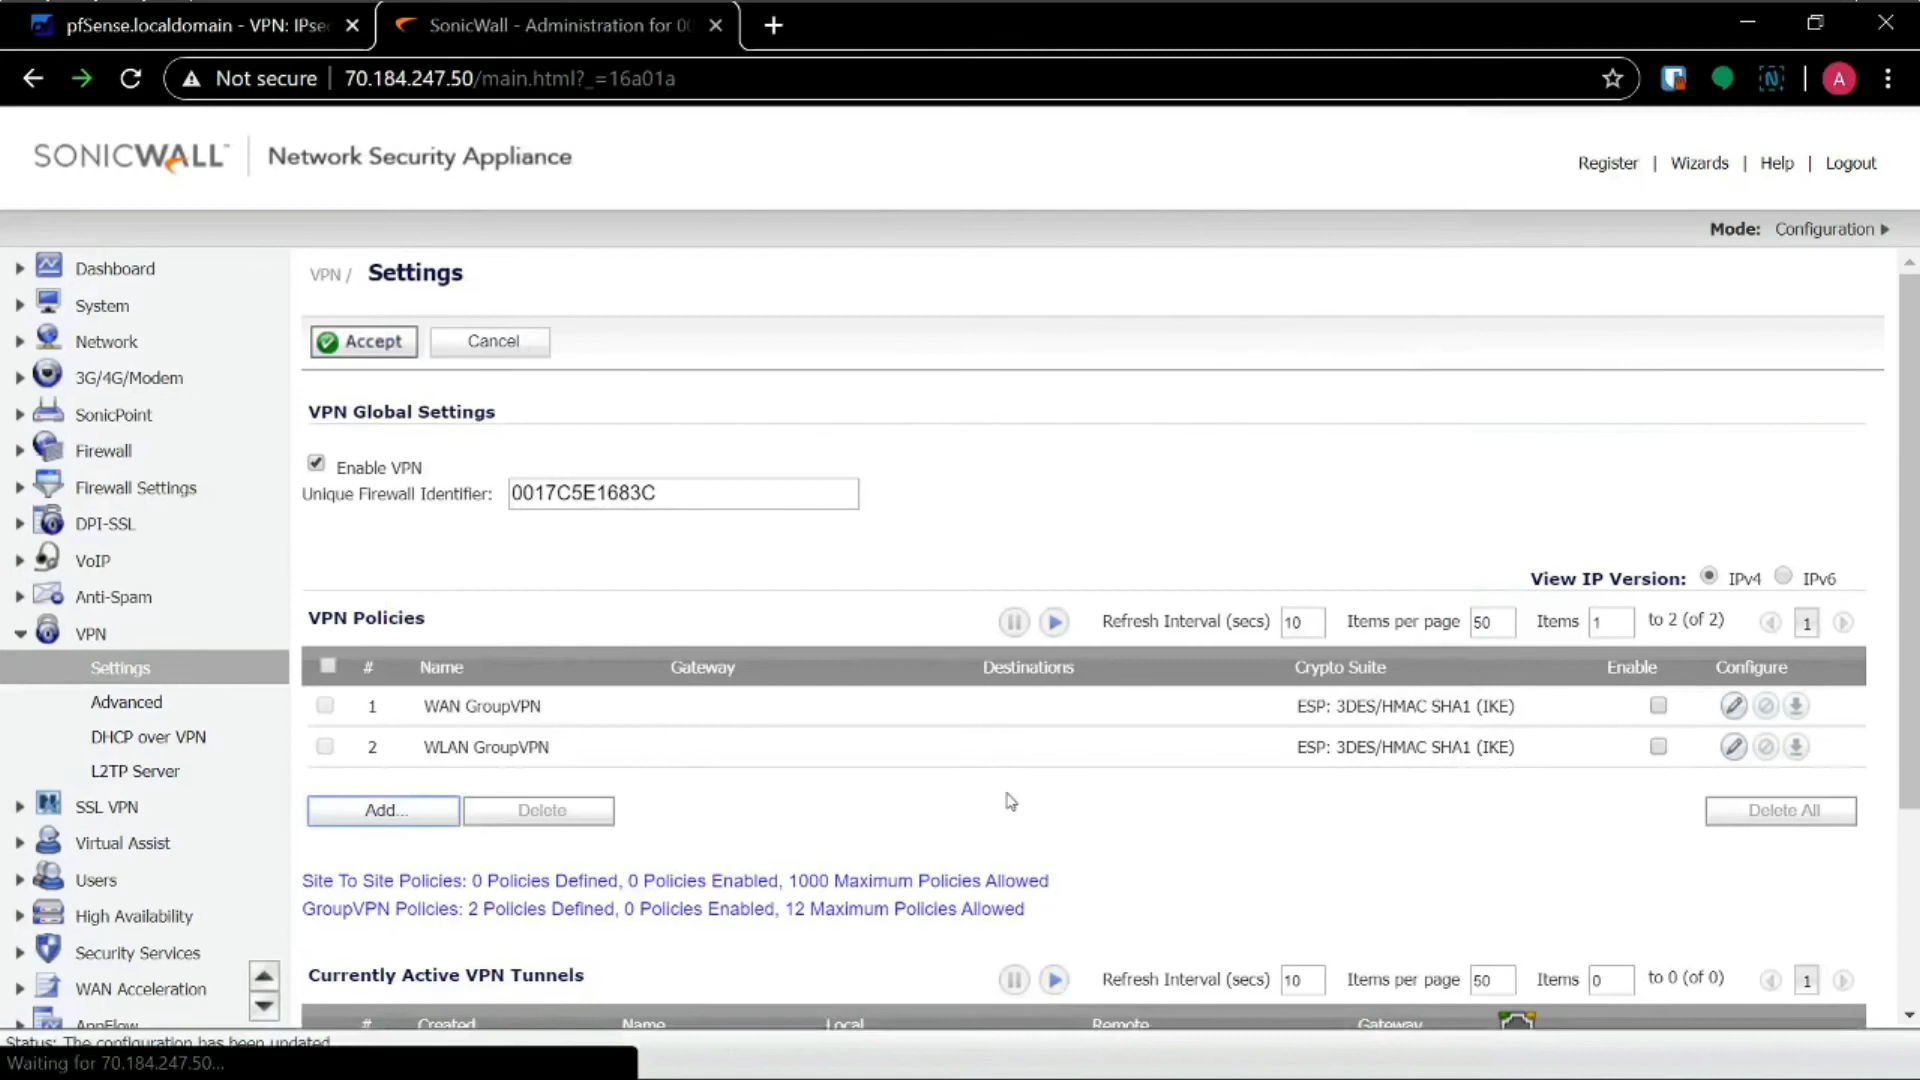 pfSense.localdomain - VPN: IPsec
SonicWall - Administration for 00
Not secure 70.184.247.50/main.html?_=16a01a
A
SONICWALL Network Security Appliance
Register | Wizards | Help | Logout
Mode: Configuration
Dashboard
System
Network
3G/4G/Modem
SonicPoint
Firewall
Firewall Settings
DPI-SSL
VoIP
Anti-Spam
VPN
Settings
Advanced
DHCP over VPN
L2TP Server
SSL VPN
Virtual Assist
Users
High Availability
Security Services
WAN Acceleration
AppFlow
VPN / Settings
Accept Cancel
VPN Global Settings
Enable VPN
Unique Firewall Identifier: 0017C5E1683C
View IP Version: IPv4 IPv6
VPN Policies Refresh Interval (secs) 10 Items per page 50 Items 1 to 2 (of 2) 1
# Name Gateway Destinations Crypto Suite Enable Configure
1 WAN GroupVPN ESP: 3DES/HMAC SHA1 (IKE)
2 WLAN GroupVPN ESP: 3DES/HMAC SHA1 (IKE)
Add... Delete Delete All
Site To Site Policies: 0 Policies Defined, 0 Policies Enabled, 1000 Maximum Policies Allowed
GroupVPN Policies: 2 Policies Defined, 0 Policies Enabled, 12 Maximum Policies Allowed
Currently Active VPN Tunnels Refresh Interval (secs) 10 Items per page 50 Items 0 to 0 (of 0) 1
# Created Name Local Remote Gateway
Status: The configuration has been updated.
Waiting for 70.184.247.50...